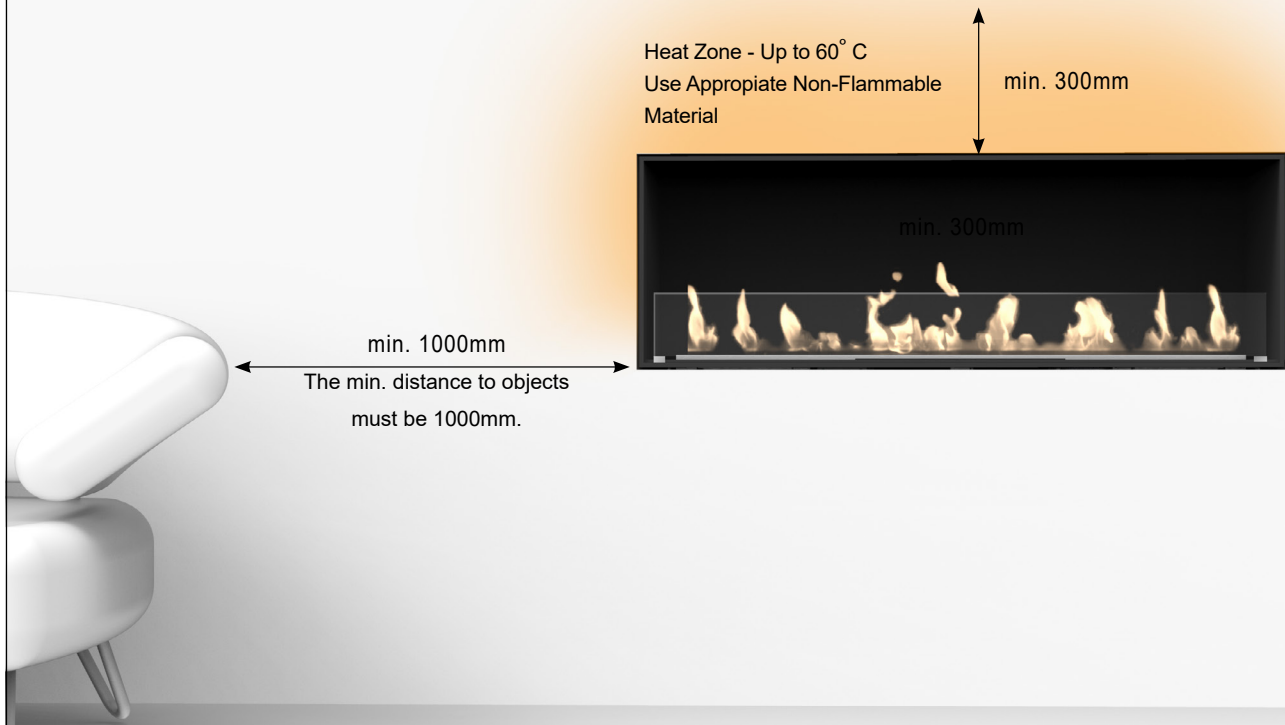 Heat Zone - Up to 60° C
Use Appropiate Non-Flammable
Material
min. 300mm
min. 300mm
min. 1000mm
The min. distance to objects
must be 1000mm.